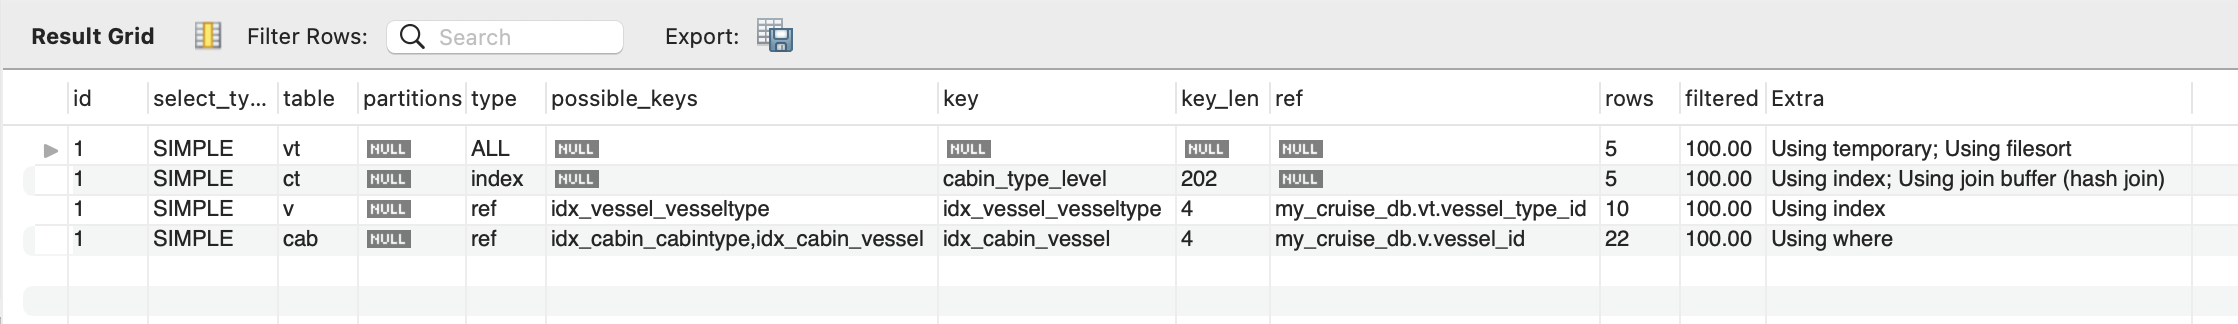 Result Grid Filter Rows: Search Export:
id select_ty... table partitions type possible_keys key key_len ref rows filtered Extra
1 SIMPLE vt NULL ALL NULL NULL NULL NULL 5 100.00 Using temporary; Using filesort
1 SIMPLE ct NULL index NULL cabin_type_level 202 NULL 5 100.00 Using index; Using join buffer (hash join)
1 SIMPLE v NULL ref idx_vessel_vesseltype idx_vessel_vesseltype 4 my_cruise_db.vt.vessel_type_id 10 100.00 Using index
1 SIMPLE cab NULL ref idx_cabin_cabintype,idx_cabin_vessel idx_cabin_vessel 4 my_cruise_db.v.vessel_id 22 100.00 Using where